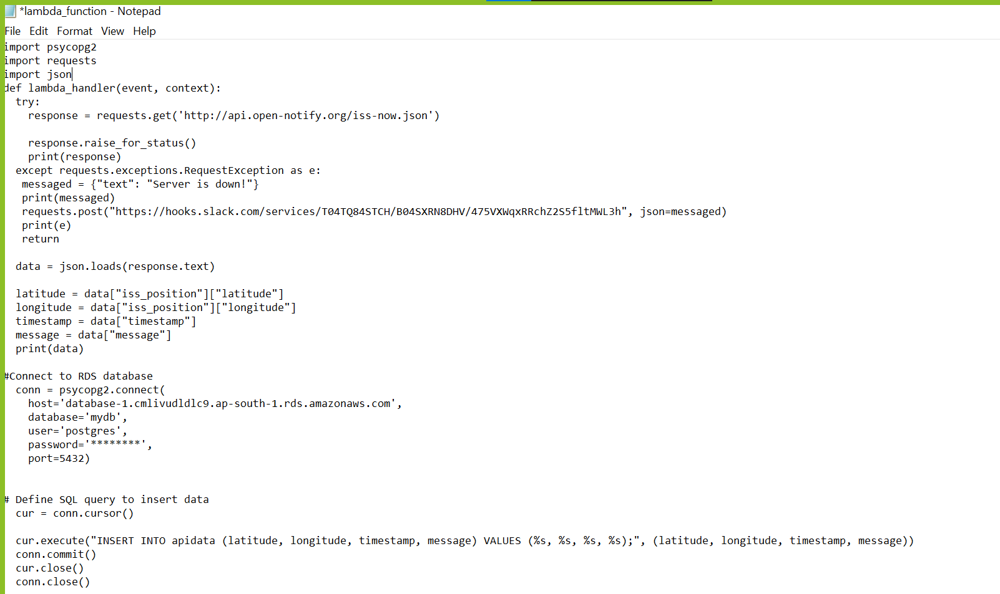 *lambda_function - Notepad
File Edit Format View Help
import psycopg2
import requests
import json
def lambda_handler(event, context):
  try:
    response = requests.get('http://api.open-notify.org/iss-now.json')

    response.raise_for_status()
    print(response)
  except requests.exceptions.RequestException as e:
   messaged = {"text": "Server is down!"}
   print(messaged)
   requests.post("https://hooks.slack.com/services/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", json=messaged)
   print(e)
   return

  data = json.loads(response.text)

  latitude = data["iss_position"]["latitude"]
  longitude = data["iss_position"]["longitude"]
  timestamp = data["timestamp"]
  message = data["message"]
  print(data)

#Connect to RDS database
  conn = psycopg2.connect(
    host='database-1.cmlivudldlc9.ap-south-1.rds.amazonaws.com',
    database='mydb',
    user='postgres',
    password='********',
    port=5432)

# Define SQL query to insert data
  cur = conn.cursor()

  cur.execute("INSERT INTO apidata (latitude, longitude, timestamp, message) VALUES (%s, %s, %s, %s);", (latitude, longitude, timestamp, message))
  conn.commit()
  cur.close()
  conn.close()